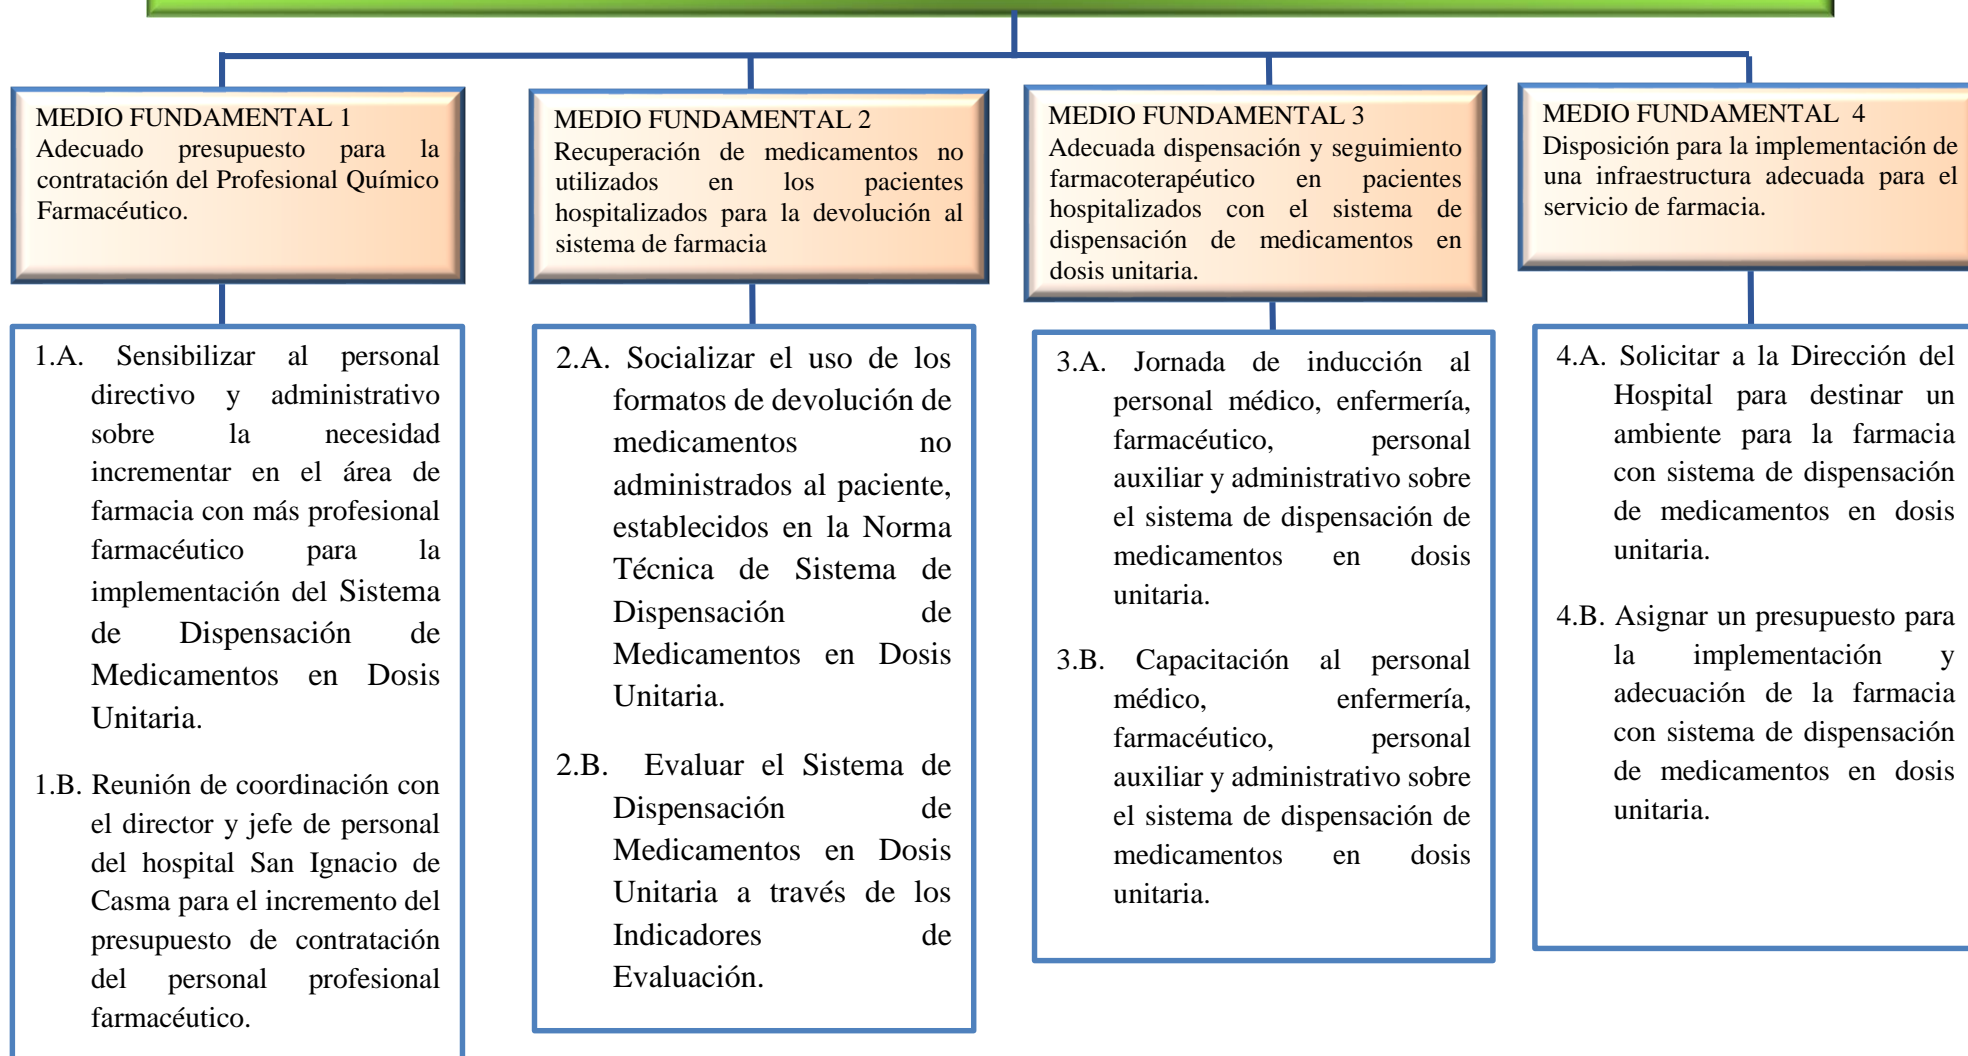 MEDIO FUNDAMENTAL 1
Adecuado presupuesto para la
contratación del Profesional Químico
Farmacéutico.
MEDIO FUNDAMENTAL 2
Recuperación de medicamentos no
utilizados en los pacientes
hospitalizados para la devolución al
sistema de farmacia
MEDIO FUNDAMENTAL 3
Adecuada dispensación y seguimiento
farmacoterapéutico en pacientes
hospitalizados con el sistema de
dispensación de medicamentos en
dosis unitaria.
MEDIO FUNDAMENTAL 4
Disposición para la implementación de
una infraestructura adecuada para el
servicio de farmacia.
1.A. Sensibilizar al personal
directivo y administrativo
sobre la necesidad
incrementar en el área de
farmacia con más profesional
farmacéutico para la
implementación del Sistema
de Dispensación de
Medicamentos en Dosis
Unitaria.
1.B. Reunión de coordinación con
el director y jefe de personal
del hospital San Ignacio de
Casma para el incremento del
presupuesto de contratación
del personal profesional
farmacéutico.
2.A. Socializar el uso de los
formatos de devolución de
medicamentos no
administrados al paciente,
establecidos en la Norma
Técnica de Sistema de
Dispensación de
Medicamentos en Dosis
Unitaria.
2.B. Evaluar el Sistema de
Dispensación de
Medicamentos en Dosis
Unitaria a través de los
Indicadores de
Evaluación.
3.A. Jornada de inducción al
personal médico, enfermería,
farmacéutico, personal
auxiliar y administrativo sobre
el sistema de dispensación de
medicamentos en dosis
unitaria.
3.B. Capacitación al personal
médico, enfermería,
farmacéutico, personal
auxiliar y administrativo sobre
el sistema de dispensación de
medicamentos en dosis
unitaria.
4.A. Solicitar a la Dirección del
Hospital para destinar un
ambiente para la farmacia
con sistema de dispensación
de medicamentos en dosis
unitaria.
4.B. Asignar un presupuesto para
la implementación y
adecuación de la farmacia
con sistema de dispensación
de medicamentos en dosis
unitaria.